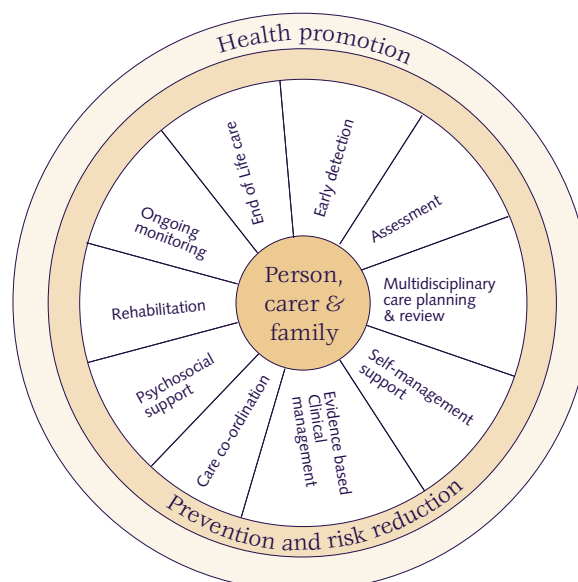 Health promotion
End of Life care
Early detection
Assessment
Multidisciplinary
care planning
& review
Self-management
support
Evidence based
Clinical
management
Care co-ordination
Psychosocial
support
Rehabilitation
Ongoing
monitoring
Person,
carer &
family
Prevention and risk reduction